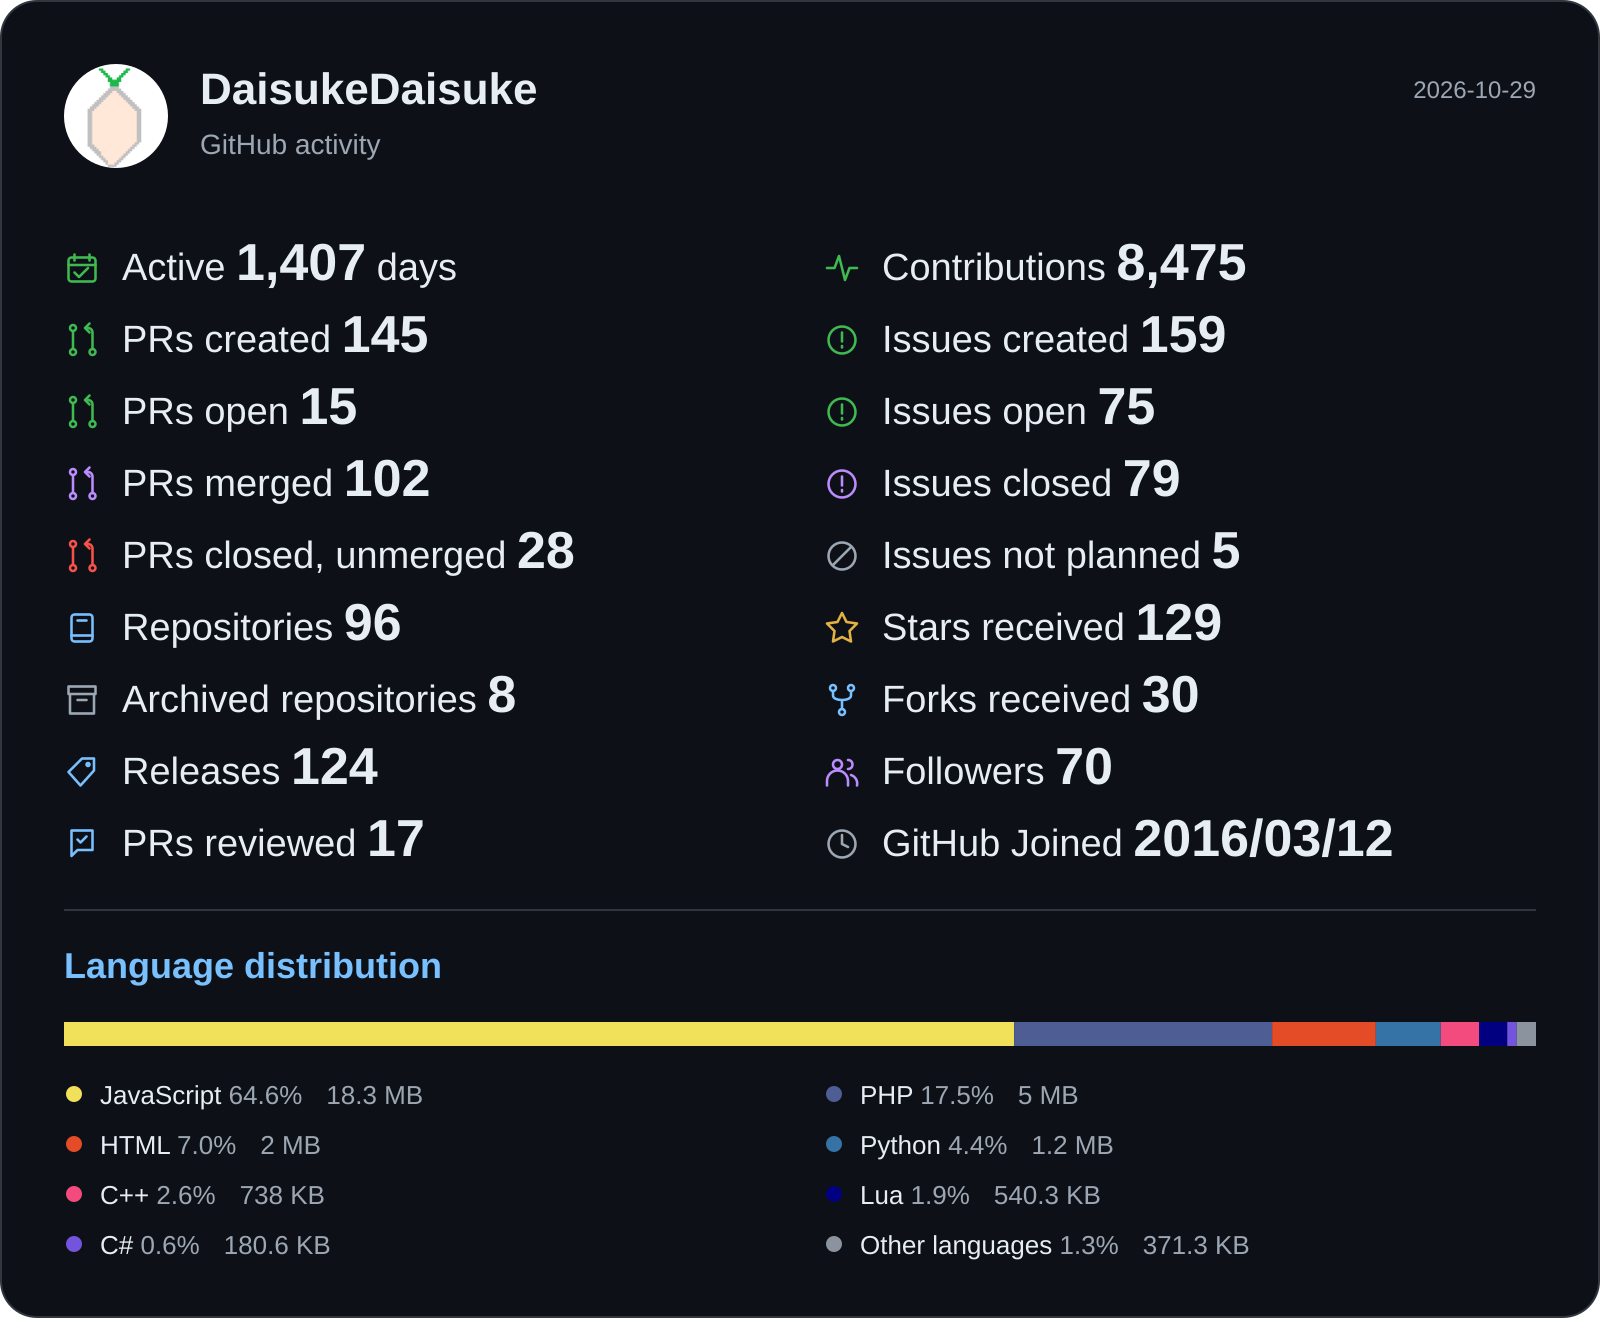 DaisukeDaisuke
GitHub activity
2026-10-29
Active 1,407 days
Contributions 8,475
PRs created 145
Issues created 159
PRs open 15
Issues open 75
PRs merged 102
Issues closed 79
PRs closed, unmerged 28
Issues not planned 5
Repositories 96
Stars received 129
Archived repositories 8
Forks received 30
Releases 124
Followers 70
PRs reviewed 17
GitHub Joined 2016/03/12
Language distribution
JavaScript 64.6% 18.3 MB
PHP 17.5% 5 MB
HTML 7.0% 2 MB
Python 4.4% 1.2 MB
C++ 2.6% 738 KB
Lua 1.9% 540.3 KB
C# 0.6% 180.6 KB
Other languages 1.3% 371.3 KB